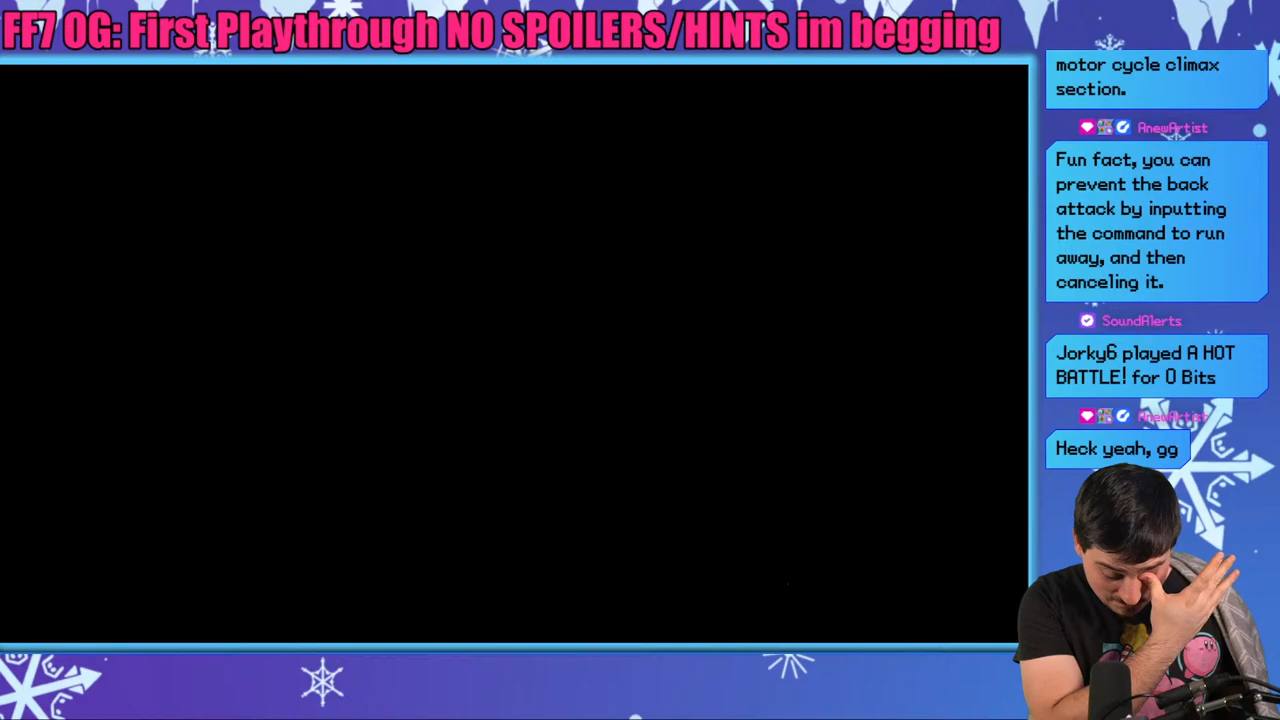 FF7 OG: First Playthrough NO SPOILERS/HINTS im begging
motor cycle climax
section.
AnewArtist
Fun fact, you can
prevent the back
attack by inputting
the command to run
away, and then
canceling it.
SoundAlerts
Jorky6 played A HOT
BATTLE! for 0 Bits
AnewArtist
Heck yeah, gg